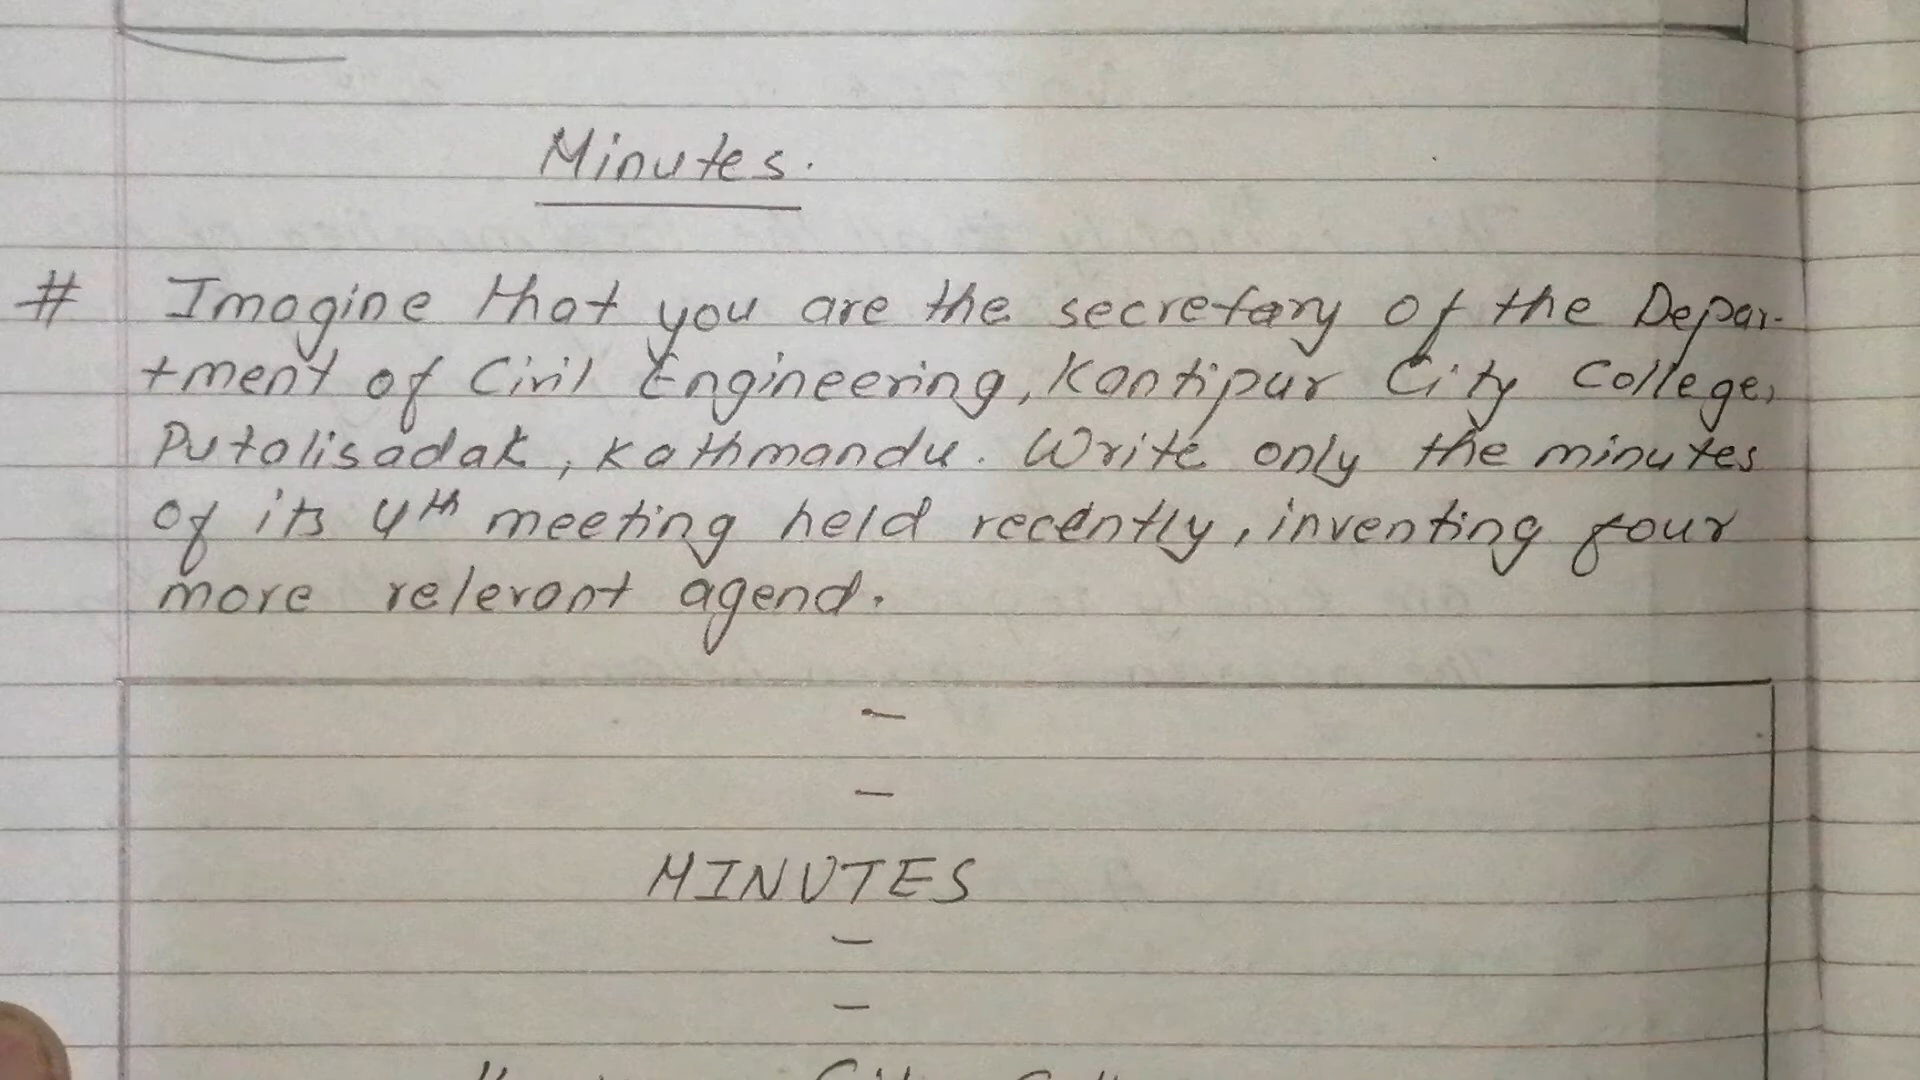 Minutes.
# Imagine that you are the secretary of the Depar-
tment of Civil Engineering, Kantipur City College,
Putalisadak, Kathmandu. Write only the minutes
of its 4th meeting held recently, inventing four
more relevant agend.
MINUTES